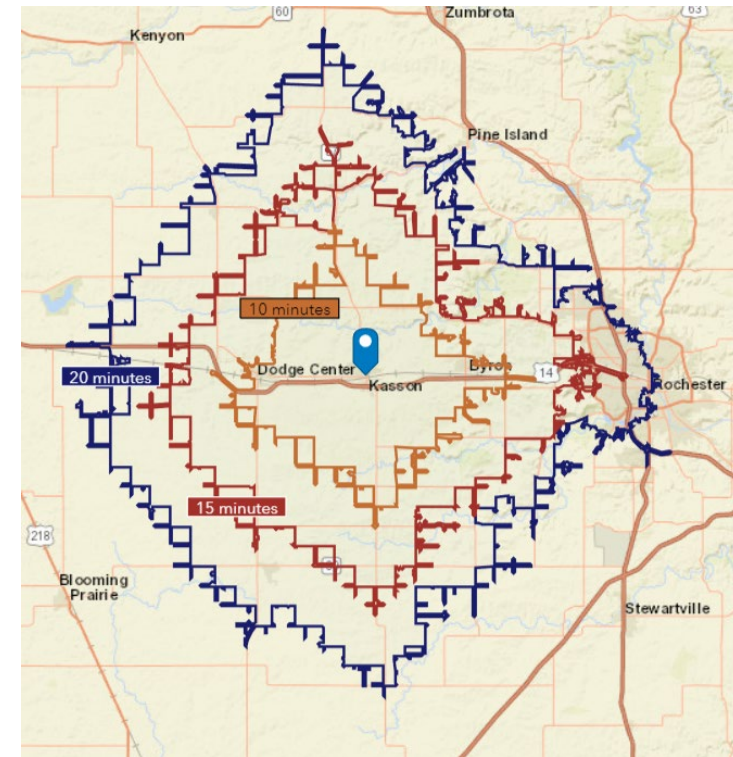 Zumbrota
60
63
Kenyon
Pine Island
10 minutes
Dodge Center
Byron
14
20 minutes
Kasson
Rochester
15 minutes
218
Blooming
Prairie
Stewartville